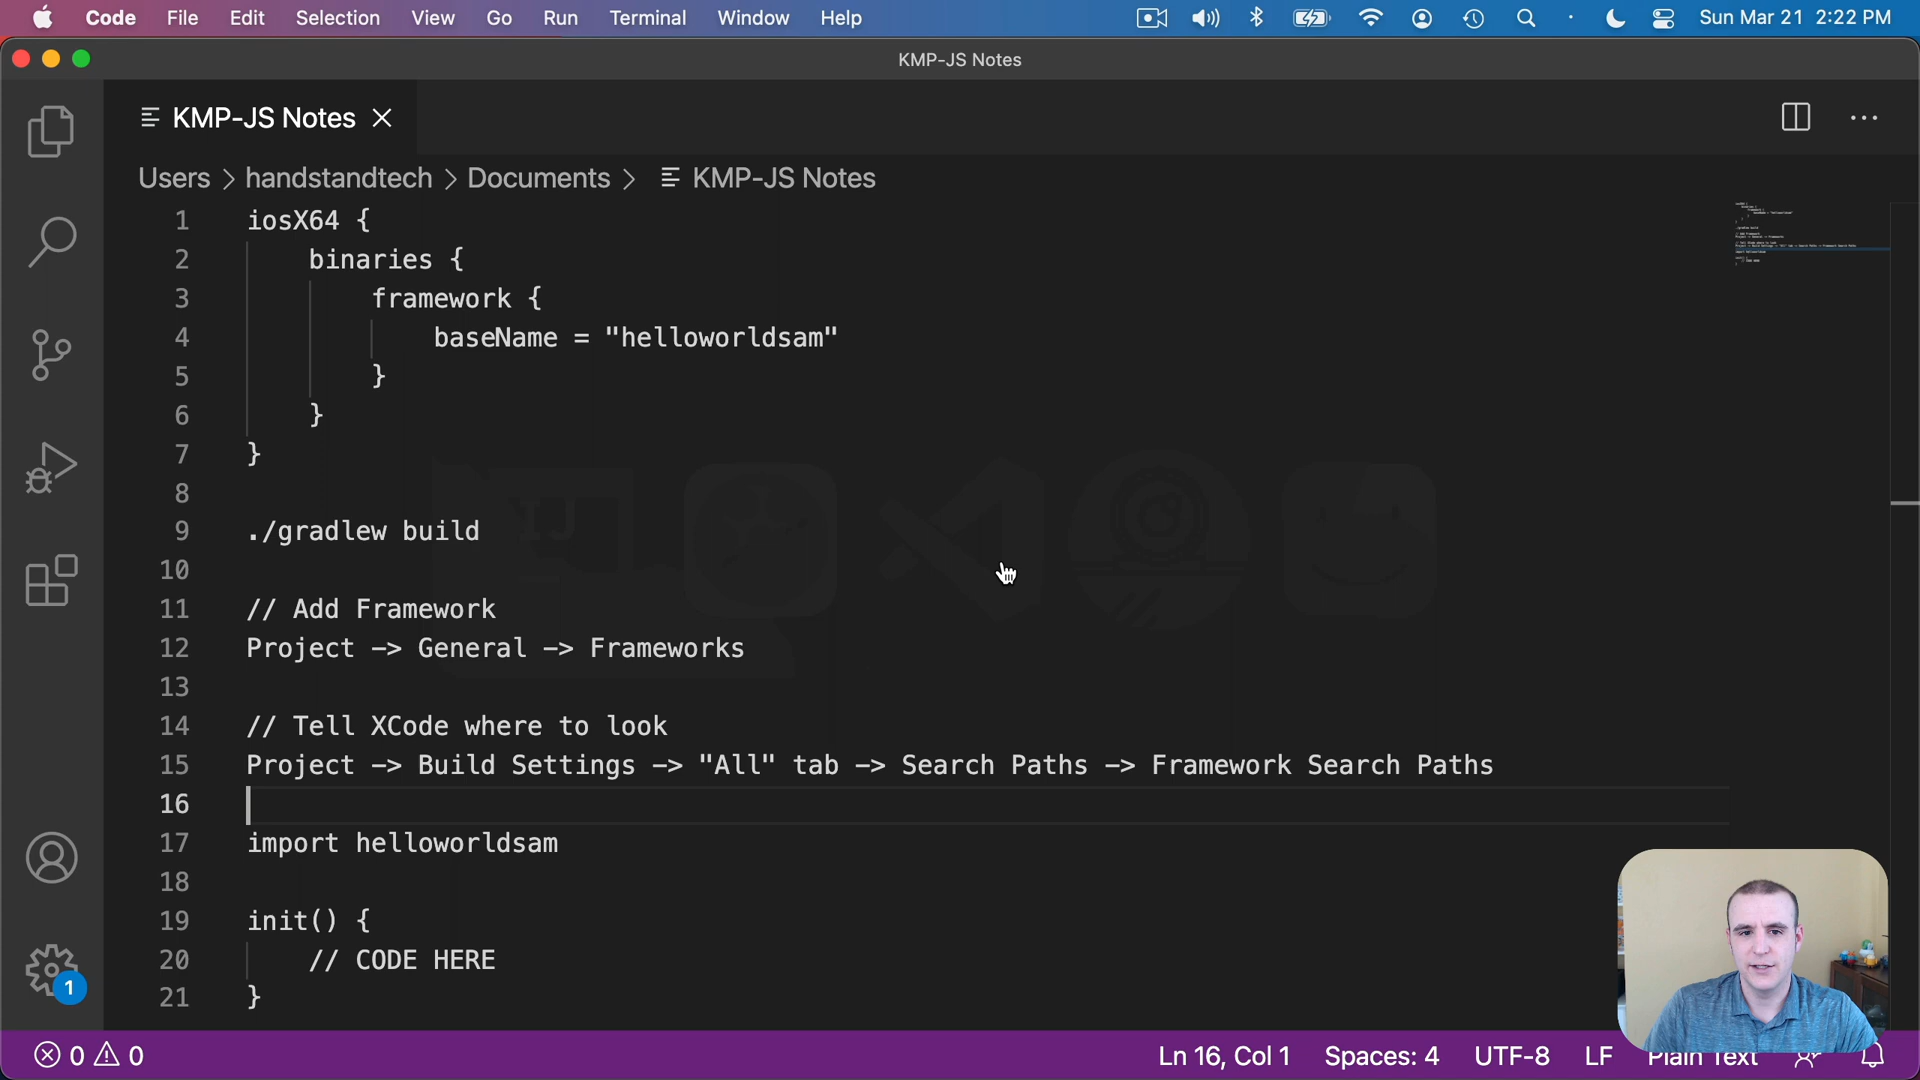 Code File Edit Selection View Go Run Terminal Window Help Sun Mar 21 2:22 PM
KMP-JS Notes
KMP-JS Notes
Users > handstandtech > Documents > KMP-JS Notes
1 iosX64 {
2 binaries {
3 framework {
4 baseName = "helloworldsam"
5 }
6 }
7 }
8
9 ./gradlew build
10
11 // Add Framework
12 Project -> General -> Frameworks
13
14 // Tell XCode where to look
15 Project -> Build Settings -> "All" tab -> Search Paths -> Framework Search Paths
16
17 import helloworldsam
18
19 init() {
20 // CODE HERE
21 }
1
0 0 Ln 16, Col 1 Spaces: 4 UTF-8 LF Plain Text